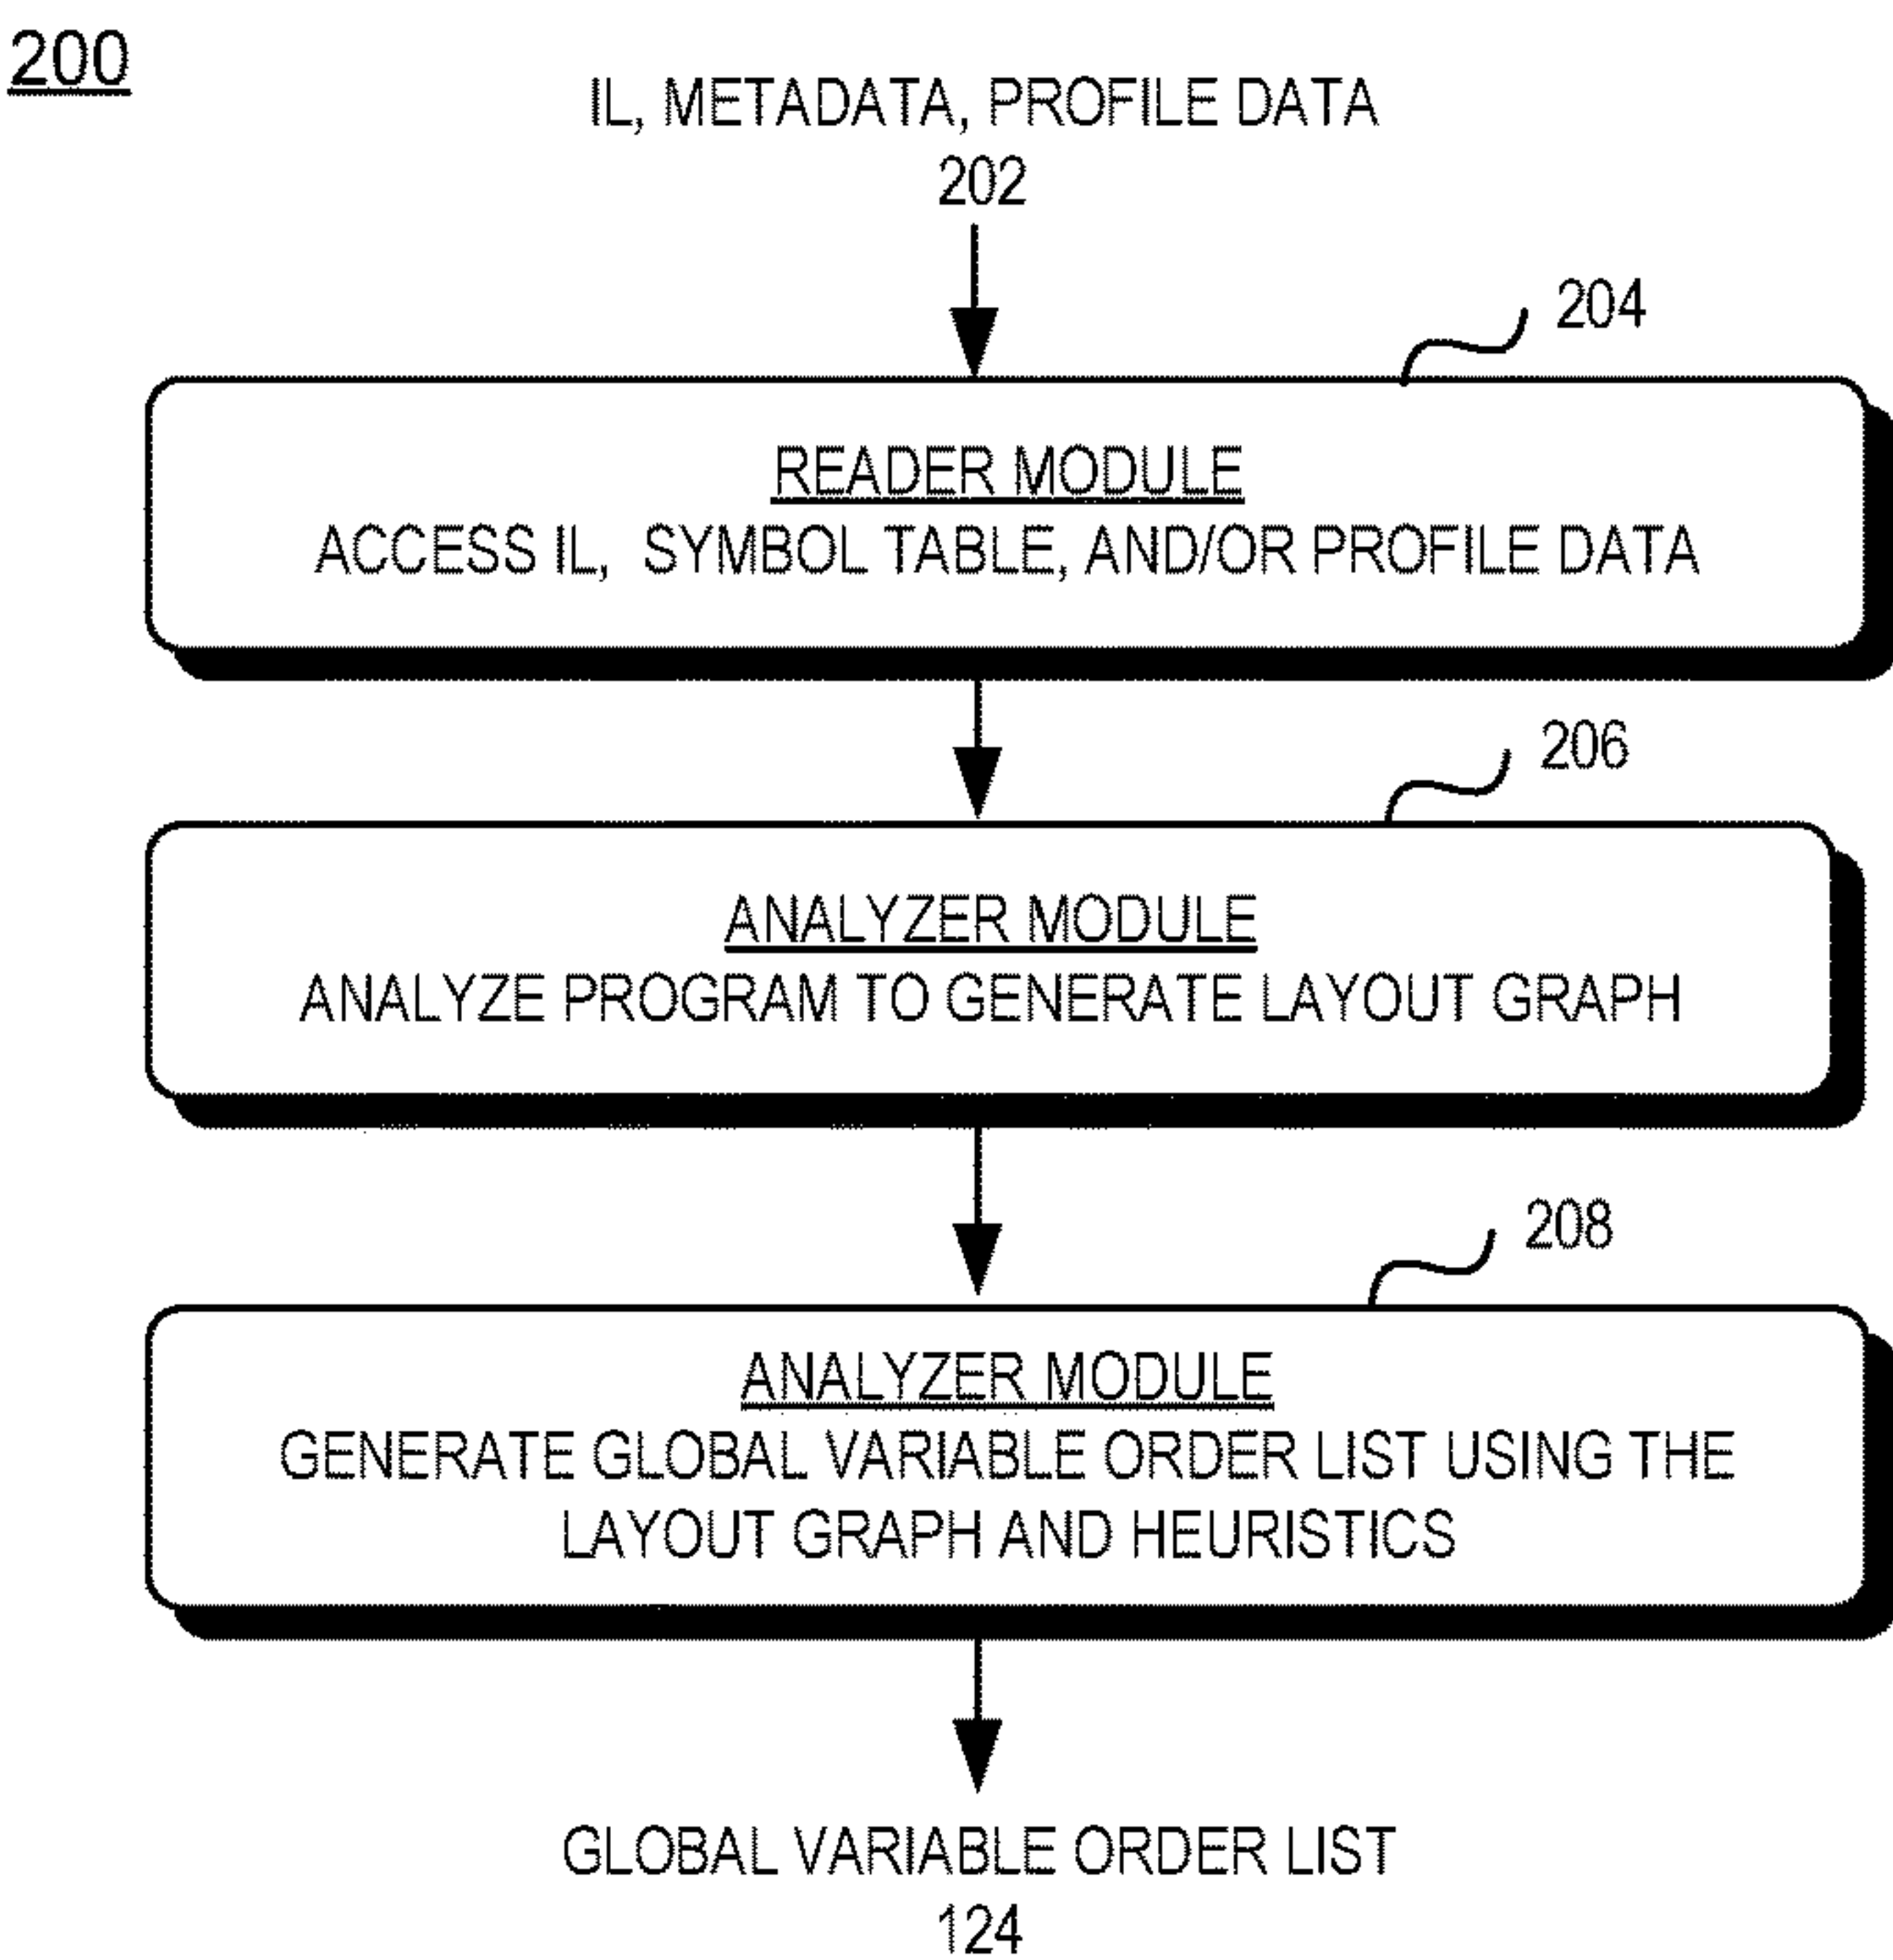 200
IL, METADATA, PROFILE DATA
202
204
READER MODULE
ACCESS IL, SYMBOL TABLE, AND/OR PROFILE DATA
206
ANALYZER MODULE
ANALYZE PROGRAM TO GENERATE LAYOUT GRAPH
208
ANALYZER MODULE
GENERATE GLOBAL VARIABLE ORDER LIST USING THE
LAYOUT GRAPH AND HEURISTICS
GLOBAL VARIABLE ORDER LIST
124